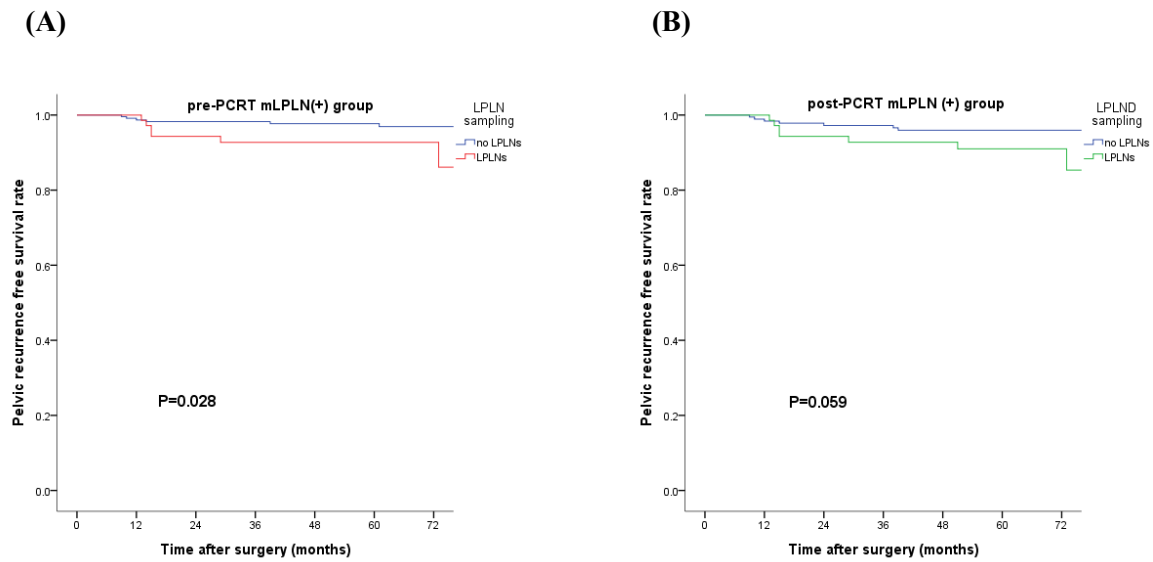 (A)
pre-PCRT mLPLN(+) group
LPLN
sampling
no LPLNs
LPLNs
1.0
0.8
0.6
0.4
0.2
0.0
Pelvic recurrence free survival rate
P=0.028
0 12 24 36 48 60 72
Time after surgery (months)
(B)
post-PCRT mLPLN (+) group
LPLND
sampling
no LPLNs
LPLNs
1.0
0.8
0.6
0.4
0.2
0.0
Pelvic recurrence free survival rate
P=0.059
0 12 24 36 48 60 72
Time after surgery (months)